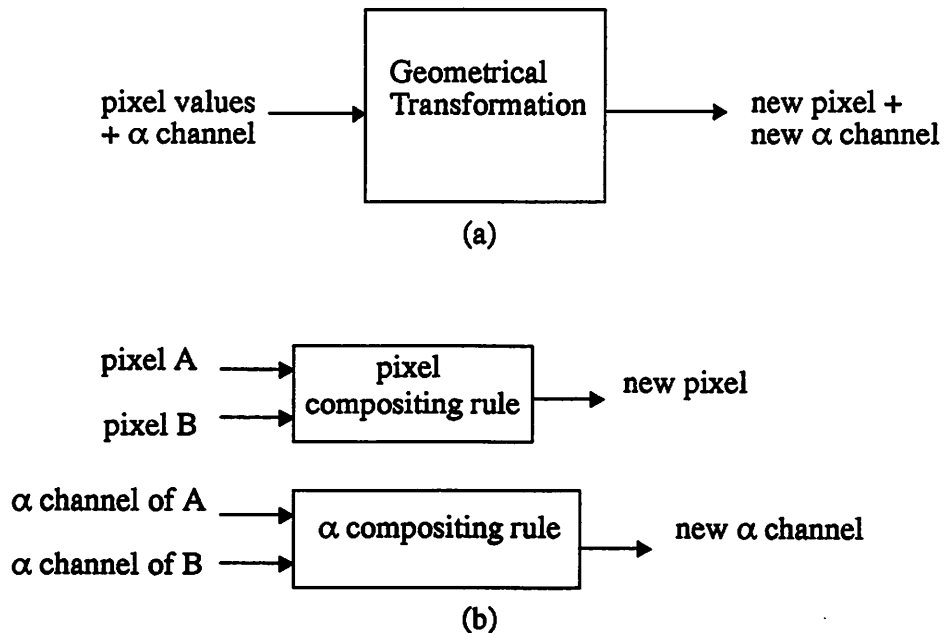 Geometrical
Transformation
pixel values
+ α channel
new pixel +
new α channel
(a)
pixel A
pixel B
pixel
compositing rule
new pixel
α channel of A
α channel of B
α compositing rule
new α channel
(b)